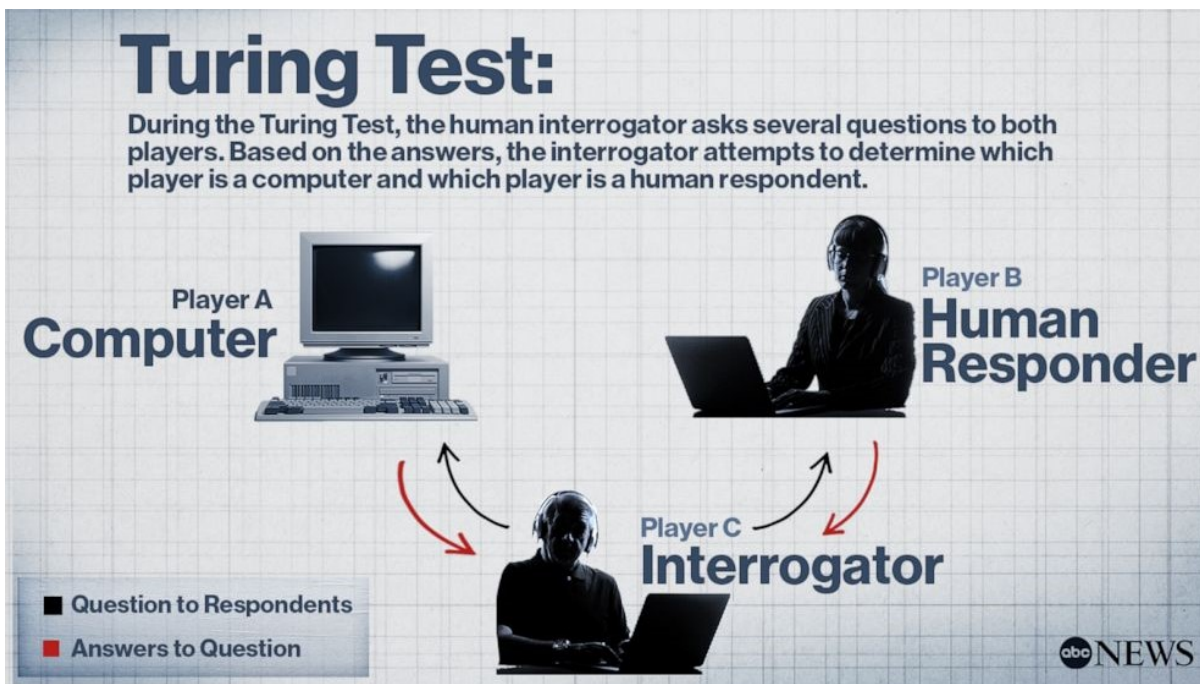 Turing Test:
During the Turing Test, the human interrogator asks several questions to both
players. Based on the answers, the interrogator attempts to determine which
player is a computer and which player is a human respondent.
Player A
Computer
Player B
Human
Responder
Player C
Interrogator
Question to Respondents
Answers to Question
abc NEWS